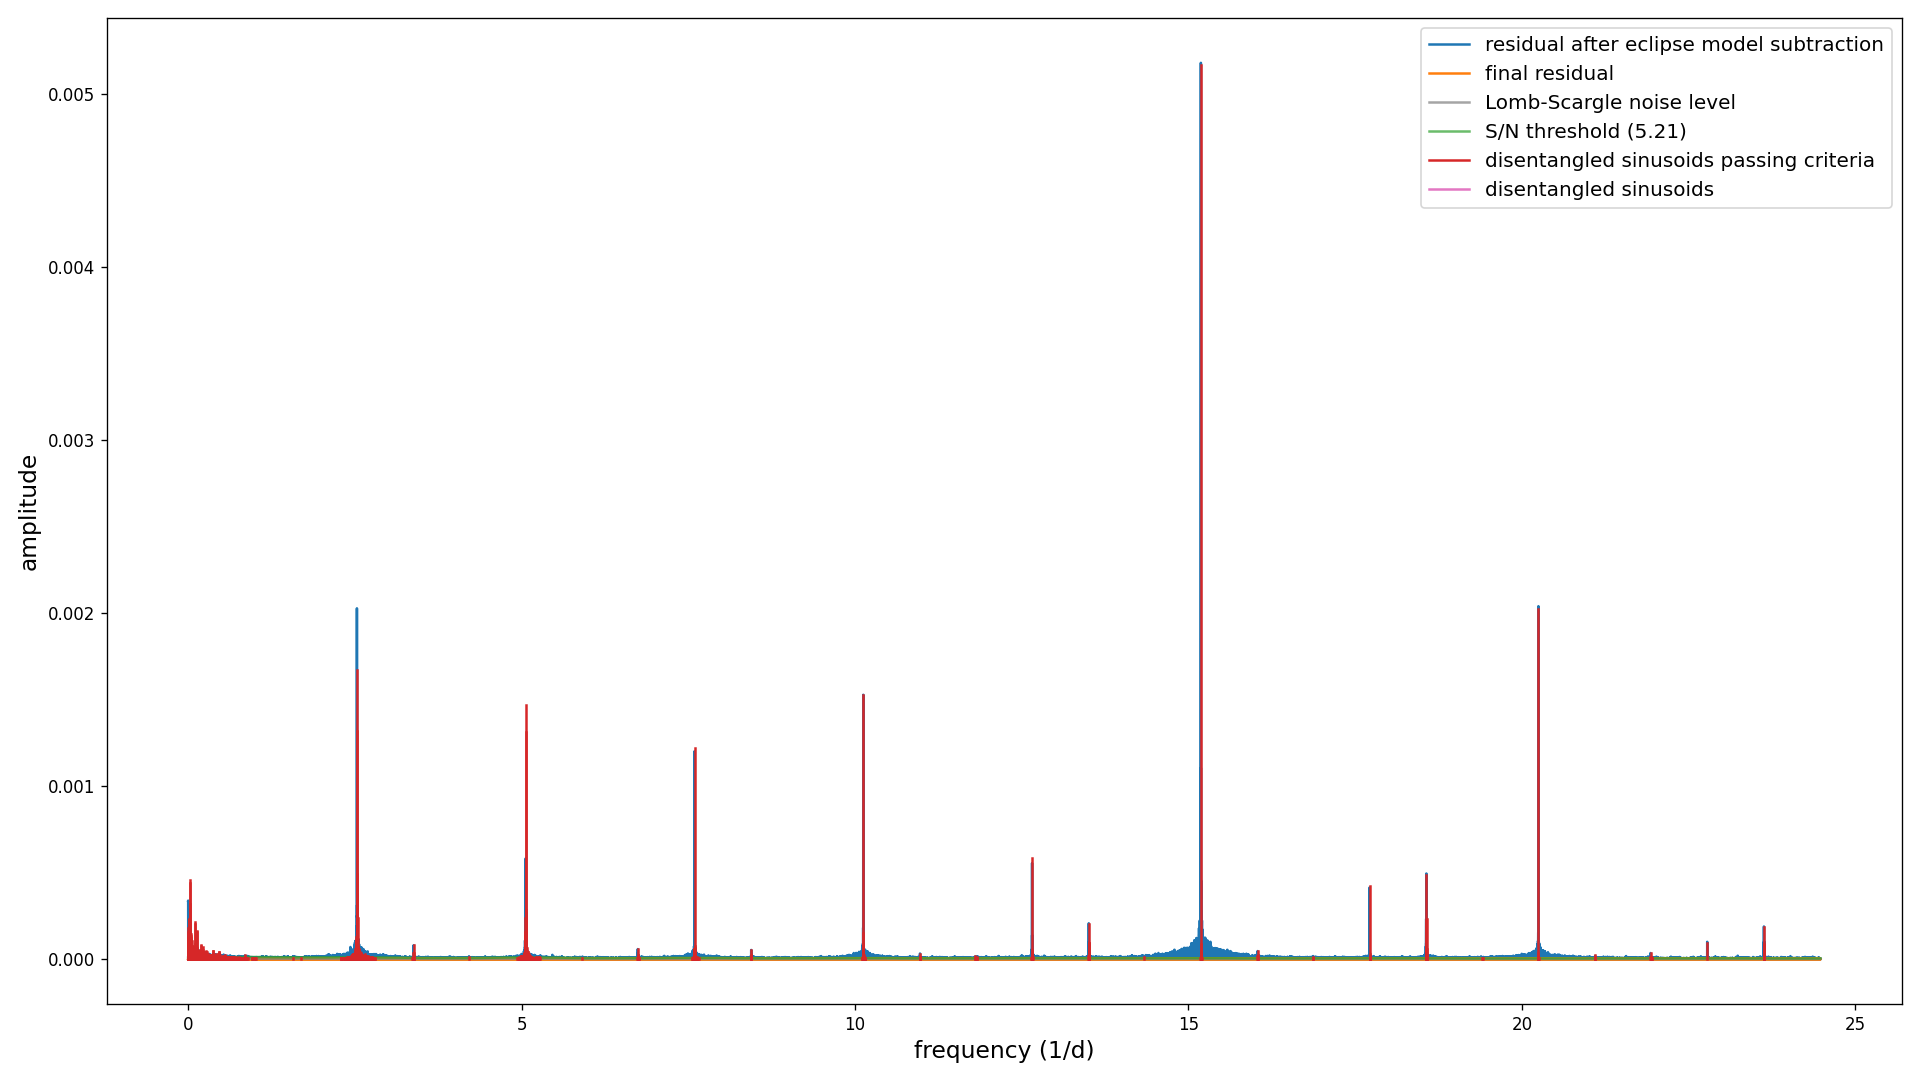 residual after eclipse model subtraction
final residual
Lomb-Scargle noise level
S/N threshold (5.21)
disentangled sinusoids passing criteria
disentangled sinusoids
0.005
0.004
0.003
0.002
0.001
0.000
amplitude
0 5 10 15 20 25
frequency (1/d)